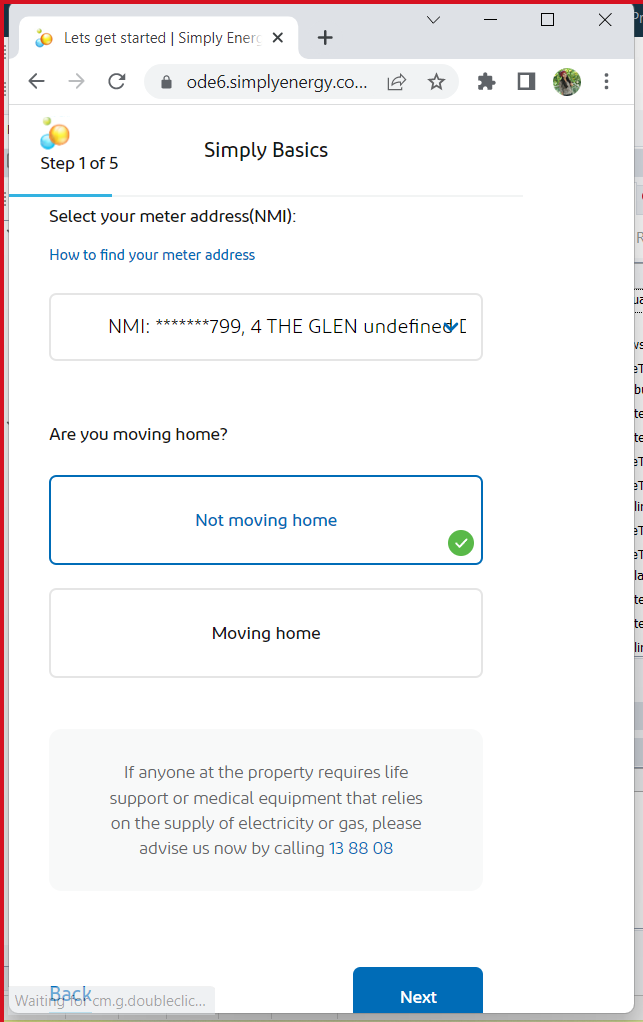 Lets get started | Simply Energ
ode6.simplyenergy.co...
Step 1 of 5
Simply Basics
Select your meter address(NMI):
How to find your meter address
NMI: *******799, 4 THE GLEN undefined D
Are you moving home?
Not moving home
Moving home
If anyone at the property requires life
support or medical equipment that relies
on the supply of electricity or gas, please
advise us now by calling 13 88 08
Back
Next
Waiting for cm.g.doubleclic...